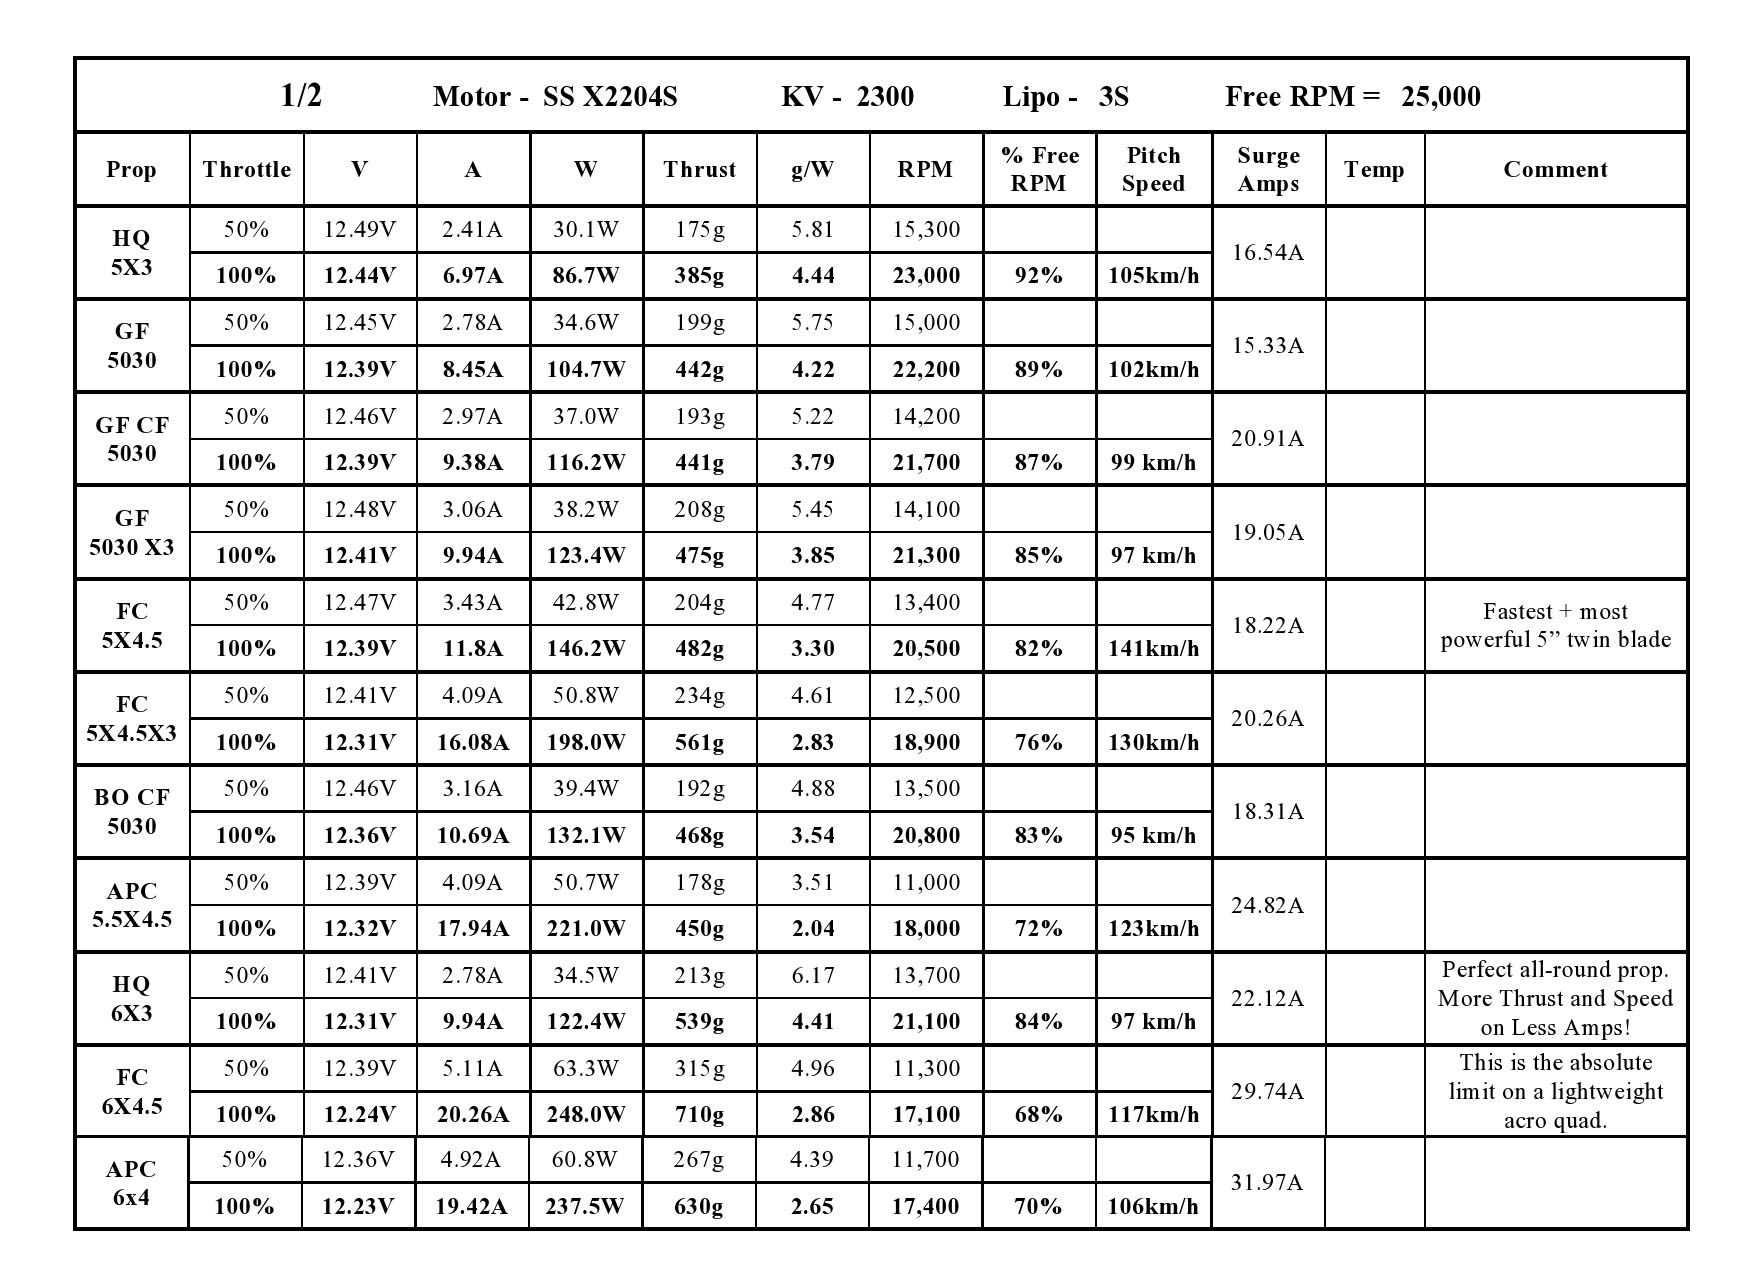 1/2 Motor - SS X2204S KV - 2300 Lipo - 3S Free RPM = 25,000
Prop Throttle V A W Thrust g/W RPM % Free RPM Pitch Speed Surge Amps Temp Comment
HQ 5X3
50% 12.49V 2.41A 30.1W 175g 5.81 15,300
100% 12.44V 6.97A 86.7W 385g 4.44 23,000 92% 105km/h
16.54A
GF 5030
50% 12.45V 2.78A 34.6W 199g 5.75 15,000
100% 12.39V 8.45A 104.7W 442g 4.22 22,200 89% 102km/h
15.33A
GF CF 5030
50% 12.46V 2.97A 37.0W 193g 5.22 14,200
100% 12.39V 9.38A 116.2W 441g 3.79 21,700 87% 99 km/h
20.91A
GF 5030 X3
50% 12.48V 3.06A 38.2W 208g 5.45 14,100
100% 12.41V 9.94A 123.4W 475g 3.85 21,300 85% 97 km/h
19.05A
FC 5X4.5
50% 12.47V 3.43A 42.8W 204g 4.77 13,400
100% 12.39V 11.8A 146.2W 482g 3.30 20,500 82% 141km/h
18.22A
Fastest + most
powerful 5” twin blade
FC 5X4.5X3
50% 12.41V 4.09A 50.8W 234g 4.61 12,500
100% 12.31V 16.08A 198.0W 561g 2.83 18,900 76% 130km/h
20.26A
BO CF 5030
50% 12.46V 3.16A 39.4W 192g 4.88 13,500
100% 12.36V 10.69A 132.1W 468g 3.54 20,800 83% 95 km/h
18.31A
APC 5.5X4.5
50% 12.39V 4.09A 50.7W 178g 3.51 11,000
100% 12.32V 17.94A 221.0W 450g 2.04 18,000 72% 123km/h
24.82A
HQ 6X3
50% 12.41V 2.78A 34.5W 213g 6.17 13,700
100% 12.31V 9.94A 122.4W 539g 4.41 21,100 84% 97 km/h
22.12A
Perfect all-round prop.
More Thrust and Speed
on Less Amps!
FC 6X4.5
50% 12.39V 5.11A 63.3W 315g 4.96 11,300
100% 12.24V 20.26A 248.0W 710g 2.86 17,100 68% 117km/h
29.74A
This is the absolute
limit on a lightweight
acro quad.
APC 6x4
50% 12.36V 4.92A 60.8W 267g 4.39 11,700
100% 12.23V 19.42A 237.5W 630g 2.65 17,400 70% 106km/h
31.97A